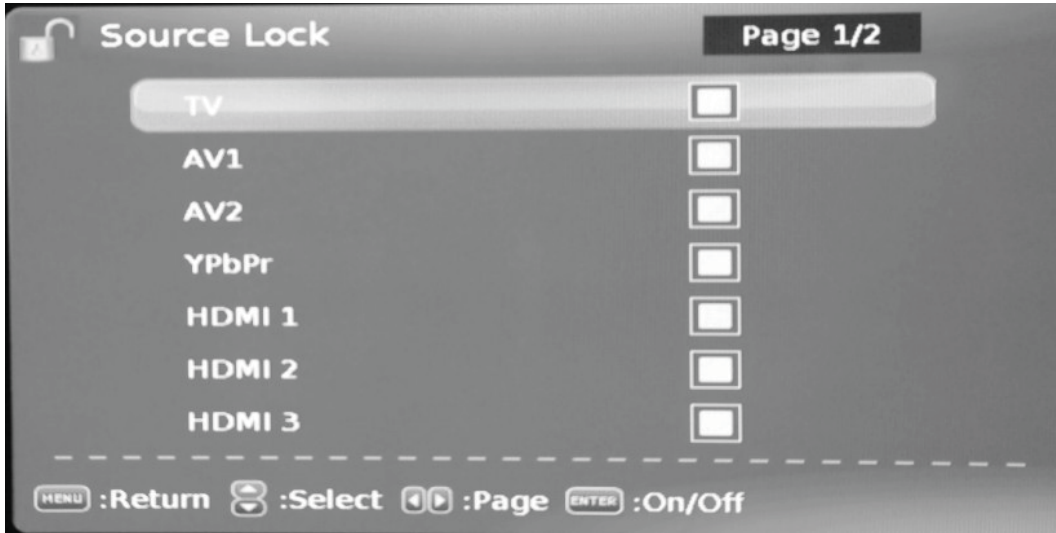 Source Lock Page 1/2
TV
AV1
AV2
YPbPr
HDMI 1
HDMI 2
HDMI 3
MENU :Return :Select :Page ENTER :On/Off